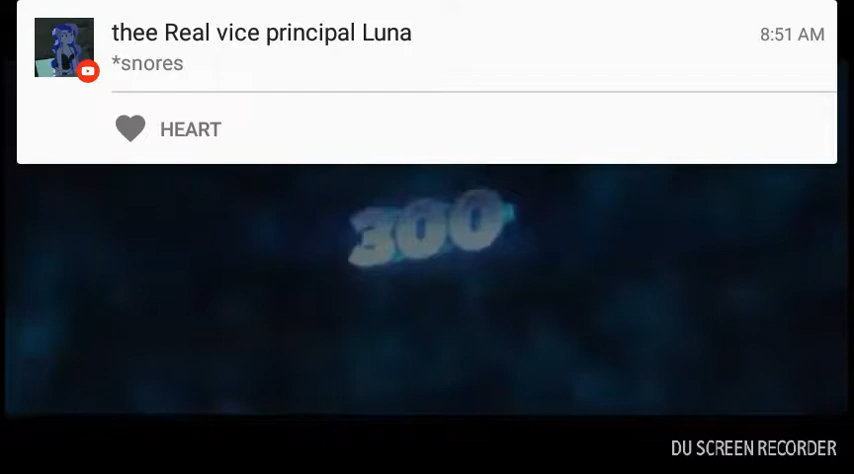 thee Real vice principal Luna
8:51 AM
*snores
HEART
300
DU SCREEN RECORDER